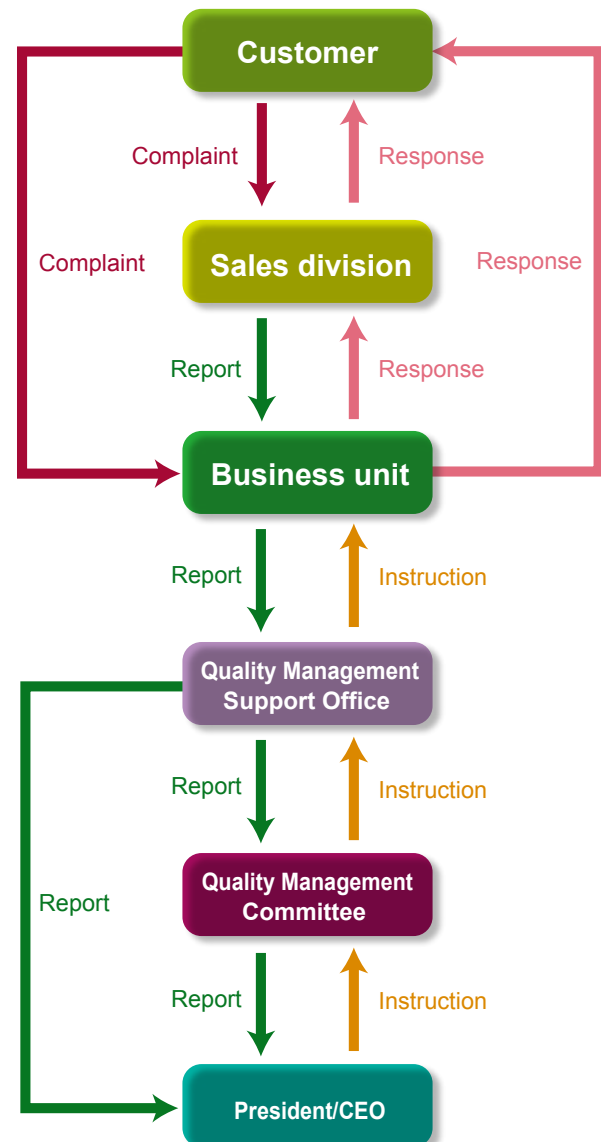 Customer
Complaint
Response
Complaint
Sales division
Response
Report
Response
Business unit
Report
Instruction
Quality Management
Support Office
Report
Instruction
Quality Management
Committee
Report
Report
Instruction
President/CEO